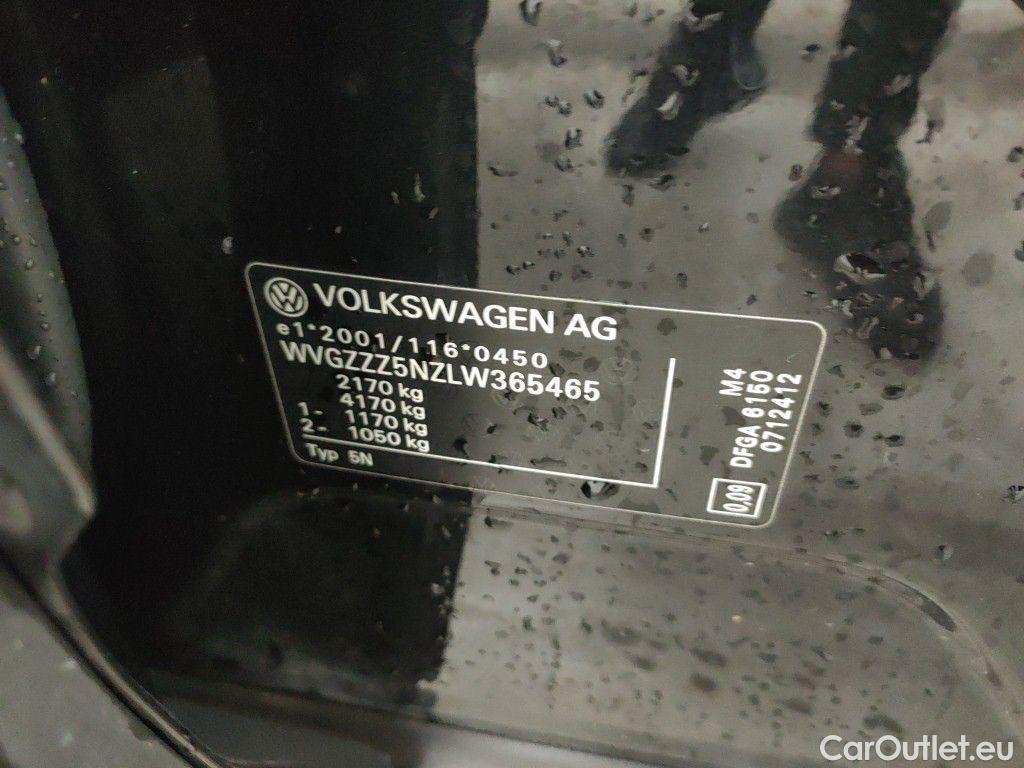 VOLKSWAGEN AG
e1*2001/116*0450
WVGZZZ5NZLW365465
2170 kg
4170 kg
1- 1170 kg
2- 1050 kg
Typ 5N
M4
DFGA 6150
0712412
0,09
CarOutlet.eu